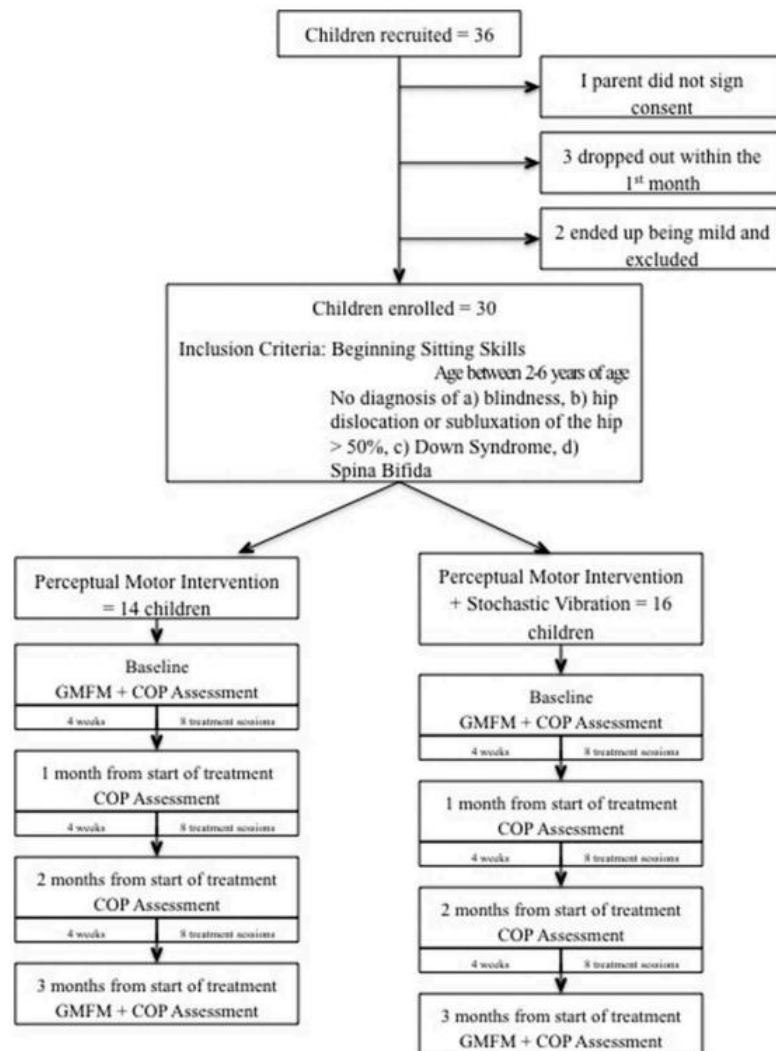 Children recruited = 36
I parent did not sign
consent
3 dropped out within the
1st month
2 ended up being mild and
excluded
Children enrolled = 30
Inclusion Criteria: Beginning Sitting Skills
Age between 2-6 years of age
No diagnosis of a) blindness, b) hip
dislocation or subluxation of the hip
> 50%, c) Down Syndrome, d)
Spina Bifida
Perceptual Motor Intervention
= 14 children
Baseline
GMFM + COP Assessment
4 weeks 8 treatment sessions
1 month from start of treatment
COP Assessment
4 weeks 8 treatment sessions
2 months from start of treatment
COP Assessment
4 weeks 8 treatment sessions
3 months from start of treatment
GMFM + COP Assessment
Perceptual Motor Intervention
+ Stochastic Vibration = 16
children
Baseline
GMFM + COP Assessment
4 weeks 8 treatment sessions
1 month from start of treatment
COP Assessment
4 weeks 8 treatment sessions
2 months from start of treatment
COP Assessment
4 weeks 8 treatment sessions
3 months from start of treatment
GMFM + COP Assessment